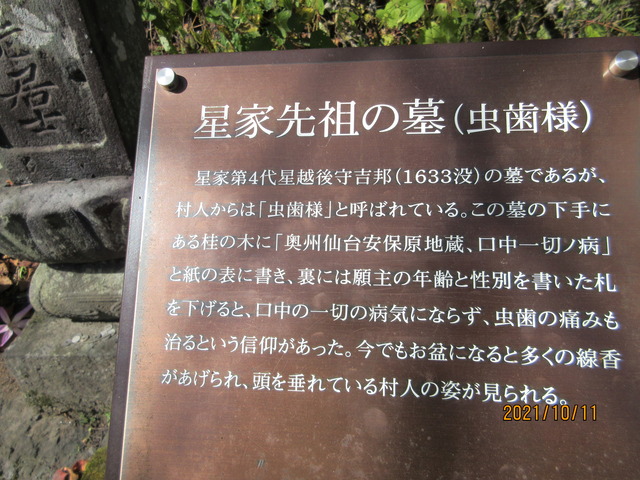 星家先祖の墓(虫歯様)
星家第4代星越後守吉邦(1633没)の墓であるが、
村人からは「虫歯様」と呼ばれている。この墓の下手に
ある桂の木に「奥州仙台安保原地蔵、口中一切ノ病」
と紙の表に書き、裏には願主の年齢と性別を書いた札
を下げると、口中の一切の病気にならず、虫歯の痛みも
治るという信仰があった。今でもお盆になると多くの線香
があげられ、頭を垂れている村人の姿が見られる。
2021/10/11
居士